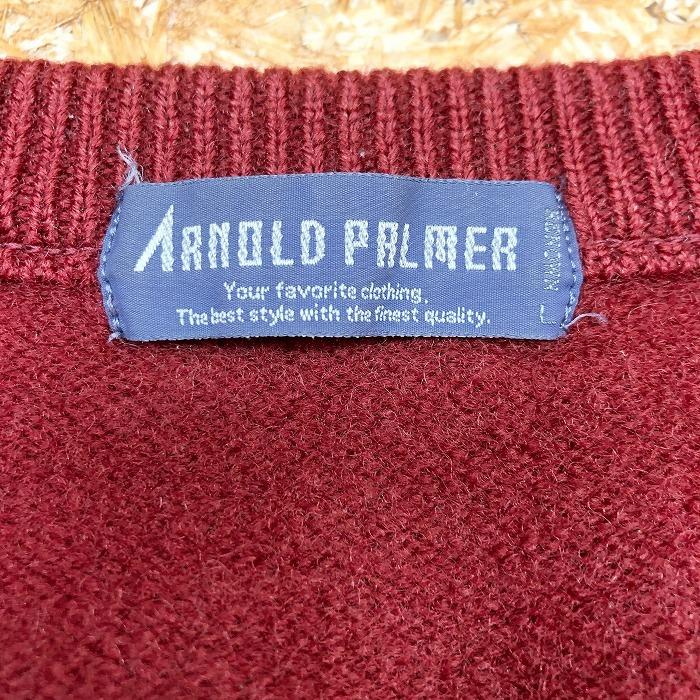 ARNOLD PALMER
Your favorite clothing.
The best style with the finest quality.
L